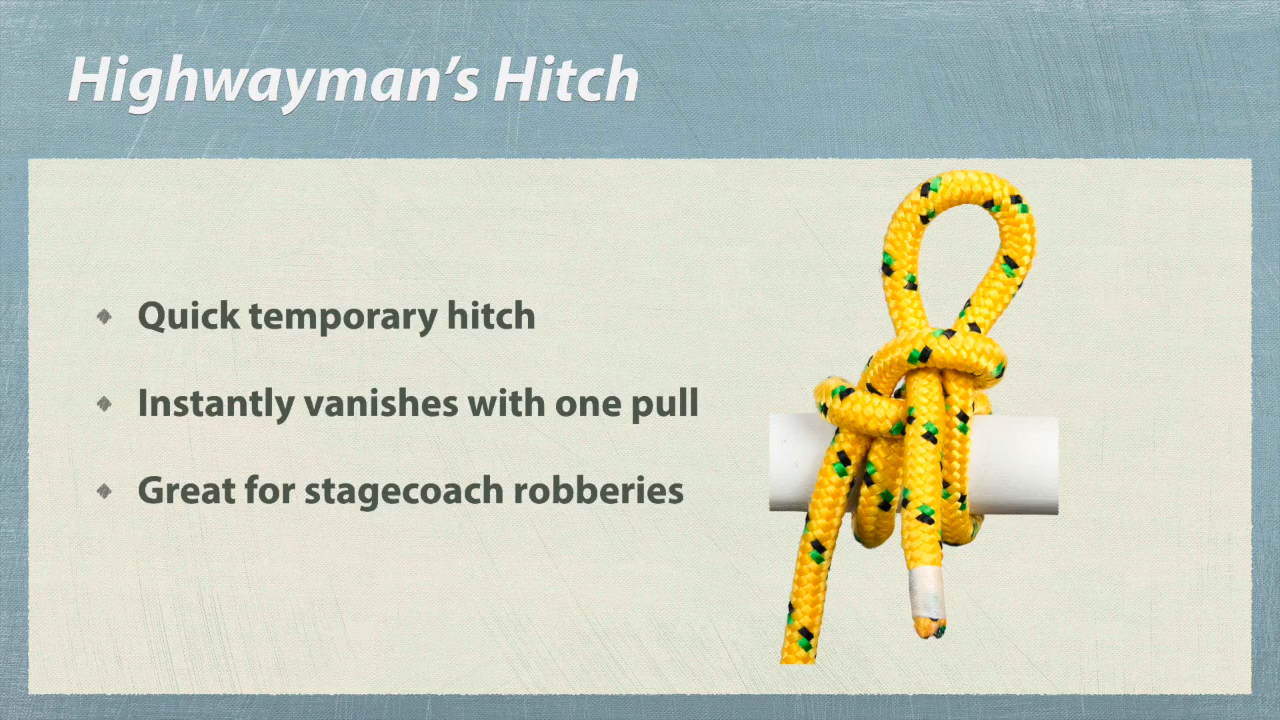 Highwayman’s Hitch
Quick temporary hitch
Instantly vanishes with one pull
Great for stagecoach robberies